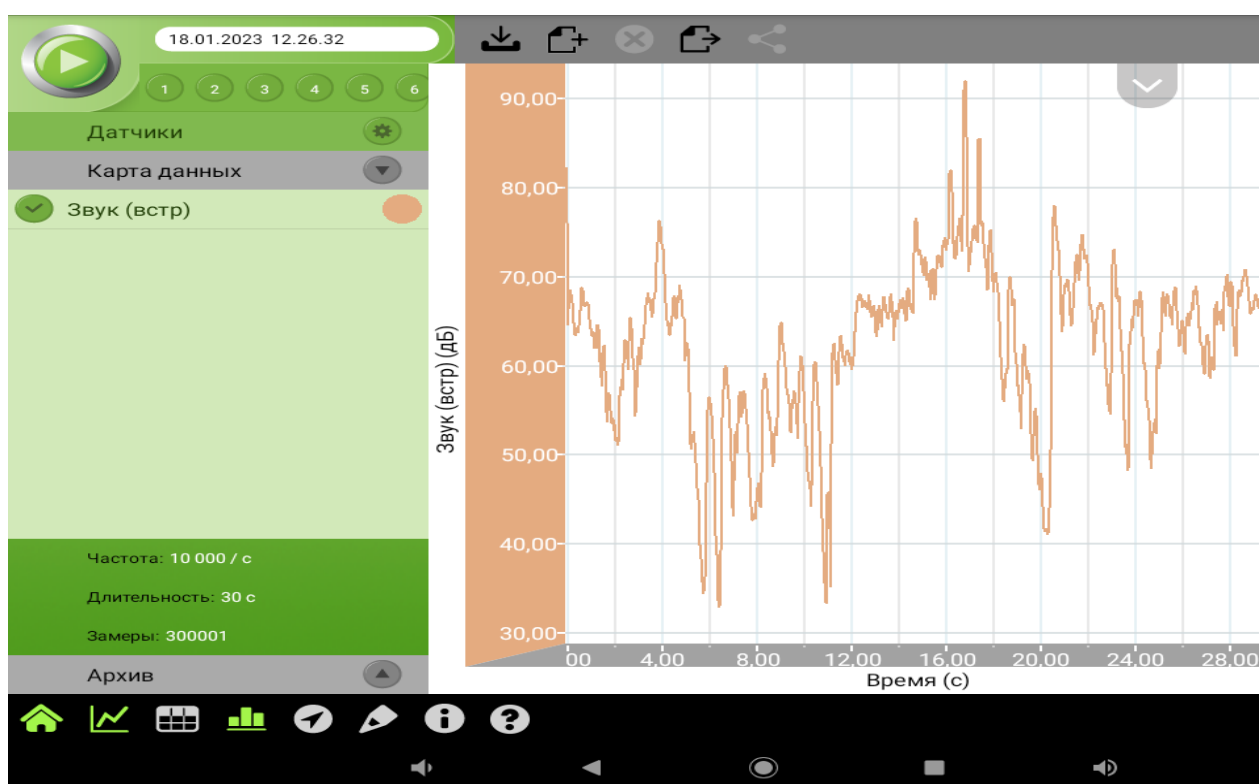 18.01.2023 12.26.32
1 2 3 4 5 6
Датчики
Карта данных
Звук (встр)
Частота: 10 000 / с
Длительность: 30 с
Замеры: 300001
Архив
Звук (встр) (дБ)
90,00
80,00
70,00
60,00
50,00
40,00
30,00
00 4,00 8,00 12,00 16,00 20,00 24,00 28,00
Время (с)